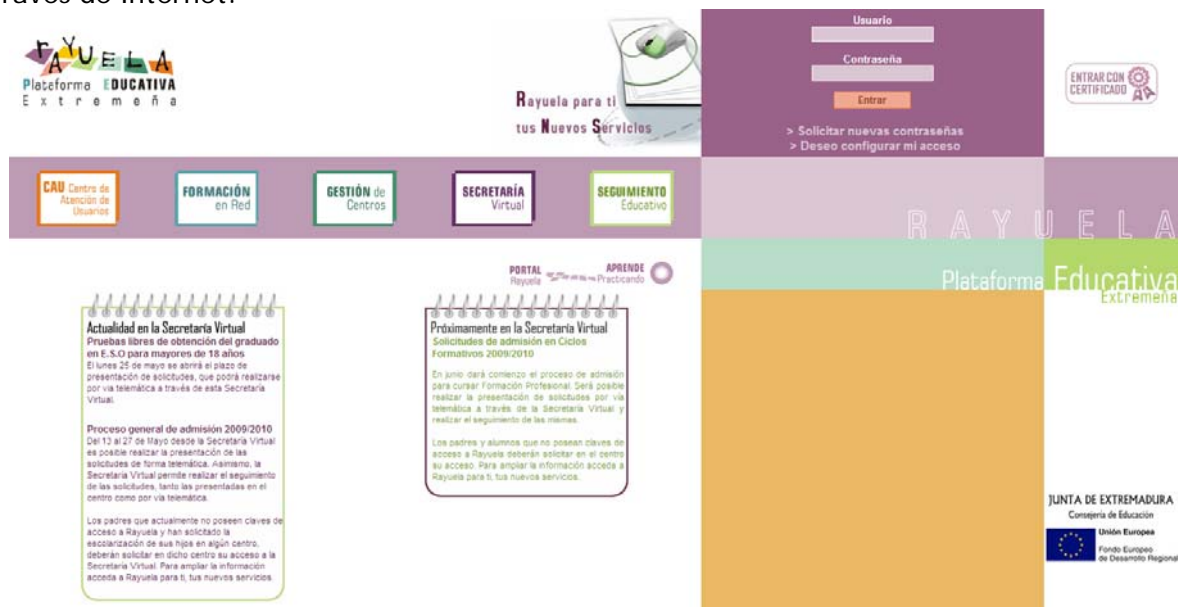 RAYUELA
Plataforma EDUCATIVA
Extremeña
Rayuela para ti
tus Nuevos Servicios
Usuario
Contraseña
Entrar
> Solicitar nuevas contraseñas
> Deseo configurar mi acceso
ENTRAR CON
CERTIFICADO
CAU Centro de
Atención de
Usuarios
FORMACIÓN
en Red
GESTIÓN de
Centros
SECRETARÍA
Virtual
SEGUIMIENTO
Educativo
RAYUELA
Plataforma Educativa
Extremeña
PORTAL
Rayuela
APRENDE
Practicando
Actualidad en la Secretaría Virtual
Pruebas libres de obtención del graduado
en E.S.O para mayores de 18 años
El lunes 25 de mayo se abrirá el plazo de
presentación de solicitudes, que podrá realizarse
por vía telemática a través de esta Secretaría
Virtual.
Proceso general de admisión 2009/2010
Del 13 al 27 de Mayo desde la Secretaría Virtual
es posible realizar la presentación de las
solicitudes de forma telemática. Asimismo, la
Secretaría Virtual permite realizar el seguimiento
de las solicitudes, tanto las presentadas en el
centro como por vía telemática.
Los padres que actualmente no poseen claves de
acceso a Rayuela y han solicitado la
escolarización de sus hijos en algún centro,
deberán solicitar en dicho centro su acceso a la
Secretaría Virtual. Para ampliar la información
acceda a Rayuela para ti, tus nuevos servicios.
Próximamente en la Secretaría Virtual
Solicitudes de admisión en Ciclos
Formativos 2009/2010
En junio dará comienzo el proceso de admisión
para cursar Formación Profesional. Será posible
realizar la presentación de solicitudes por vía
telemática a través de la Secretaría Virtual y
realizar el seguimiento de las mismas.
Los padres y alumnos que no posean claves de
acceso a Rayuela deberán solicitar en el centro
su acceso. Para ampliar la información acceda a
Rayuela para ti, tus nuevos servicios.
JUNTA DE EXTREMADURA
Consejería de Educación
Unión Europea
Fondo Europeo
de Desarrollo Regional